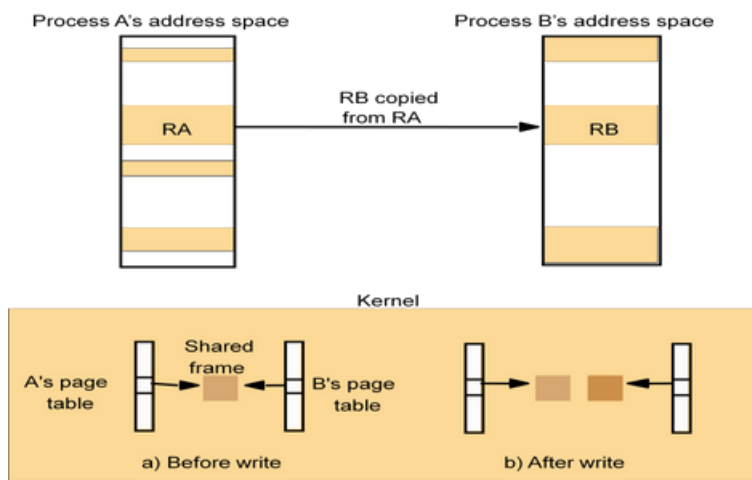 Process A's address space
Process B's address space
RB copied
from RA
RA
RB
Kernel
Shared
frame
A's page
table
B's page
table
a) Before write
b) After write